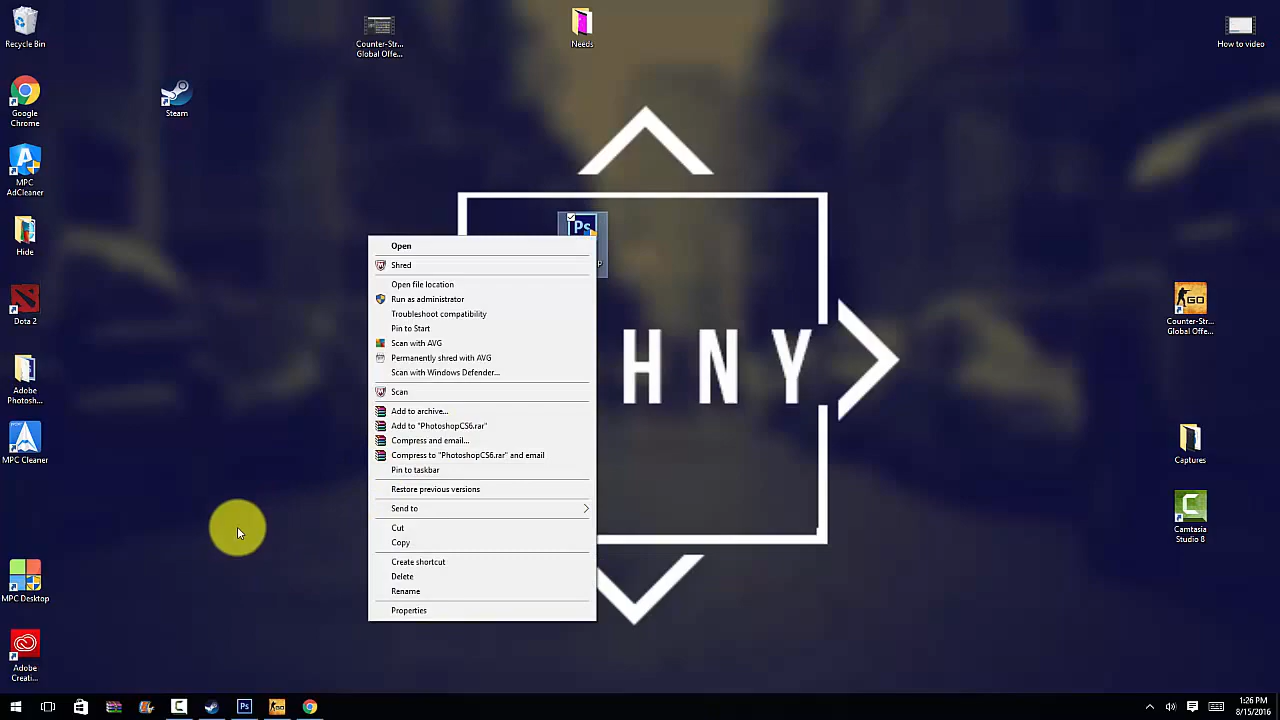 Recycle Bin
Google
Chrome
MPC
AdCleaner
Hide
Dota 2
Adobe
Photosh...
MPC Cleaner
MPC Desktop
Adobe
Creati...
Steam
Counter-Str...
Global Offe...
Needs
How to video
Ps
P
Open
Shred
Open file location
Run as administrator
Troubleshoot compatibility
Pin to Start
Scan with AVG
Permanently shred with AVG
Scan with Windows Defender...
Scan
Add to archive...
Add to "PhotoshopCS6.rar"
Compress and email...
Compress to "PhotoshopCS6.rar" and email
Pin to taskbar
Restore previous versions
Send to
Cut
Copy
Create shortcut
Delete
Rename
Properties
HNY
GO
Counter-Str...
Global Offe...
Captures
Camtasia
Studio 8
Ps
1:26 PM
8/15/2016